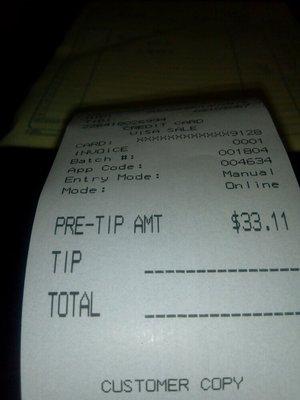 CREDIT CARD
VISA SALE
CARD: XXXXXXXXXXXX9128
INVOICE 0001
Batch #: 001804
App Code: 004634
Entry Mode: Manual
Mode: Online
PRE-TIP AMT $33.11
TIP
TOTAL
CUSTOMER COPY